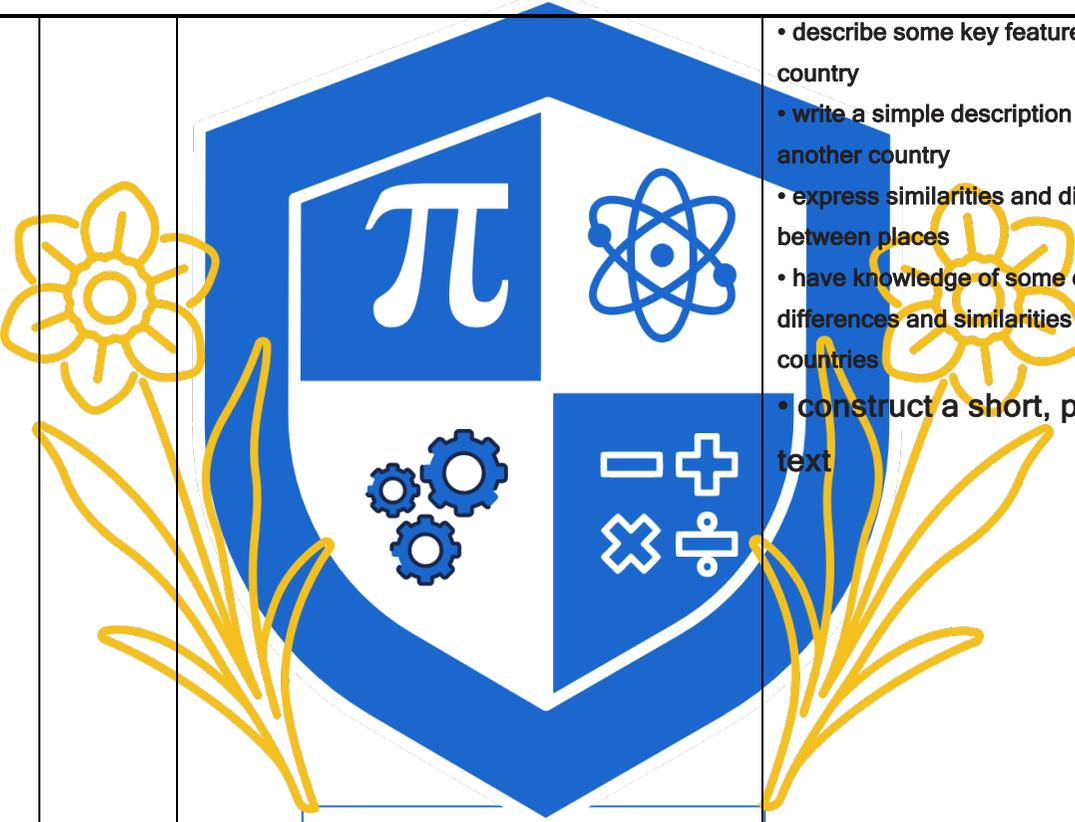 • describe some key feature
country
• write a simple description
another country
• express similarities and di
between places
• have knowledge of some
differences and similarities
countries
• construct a short, p
text
π